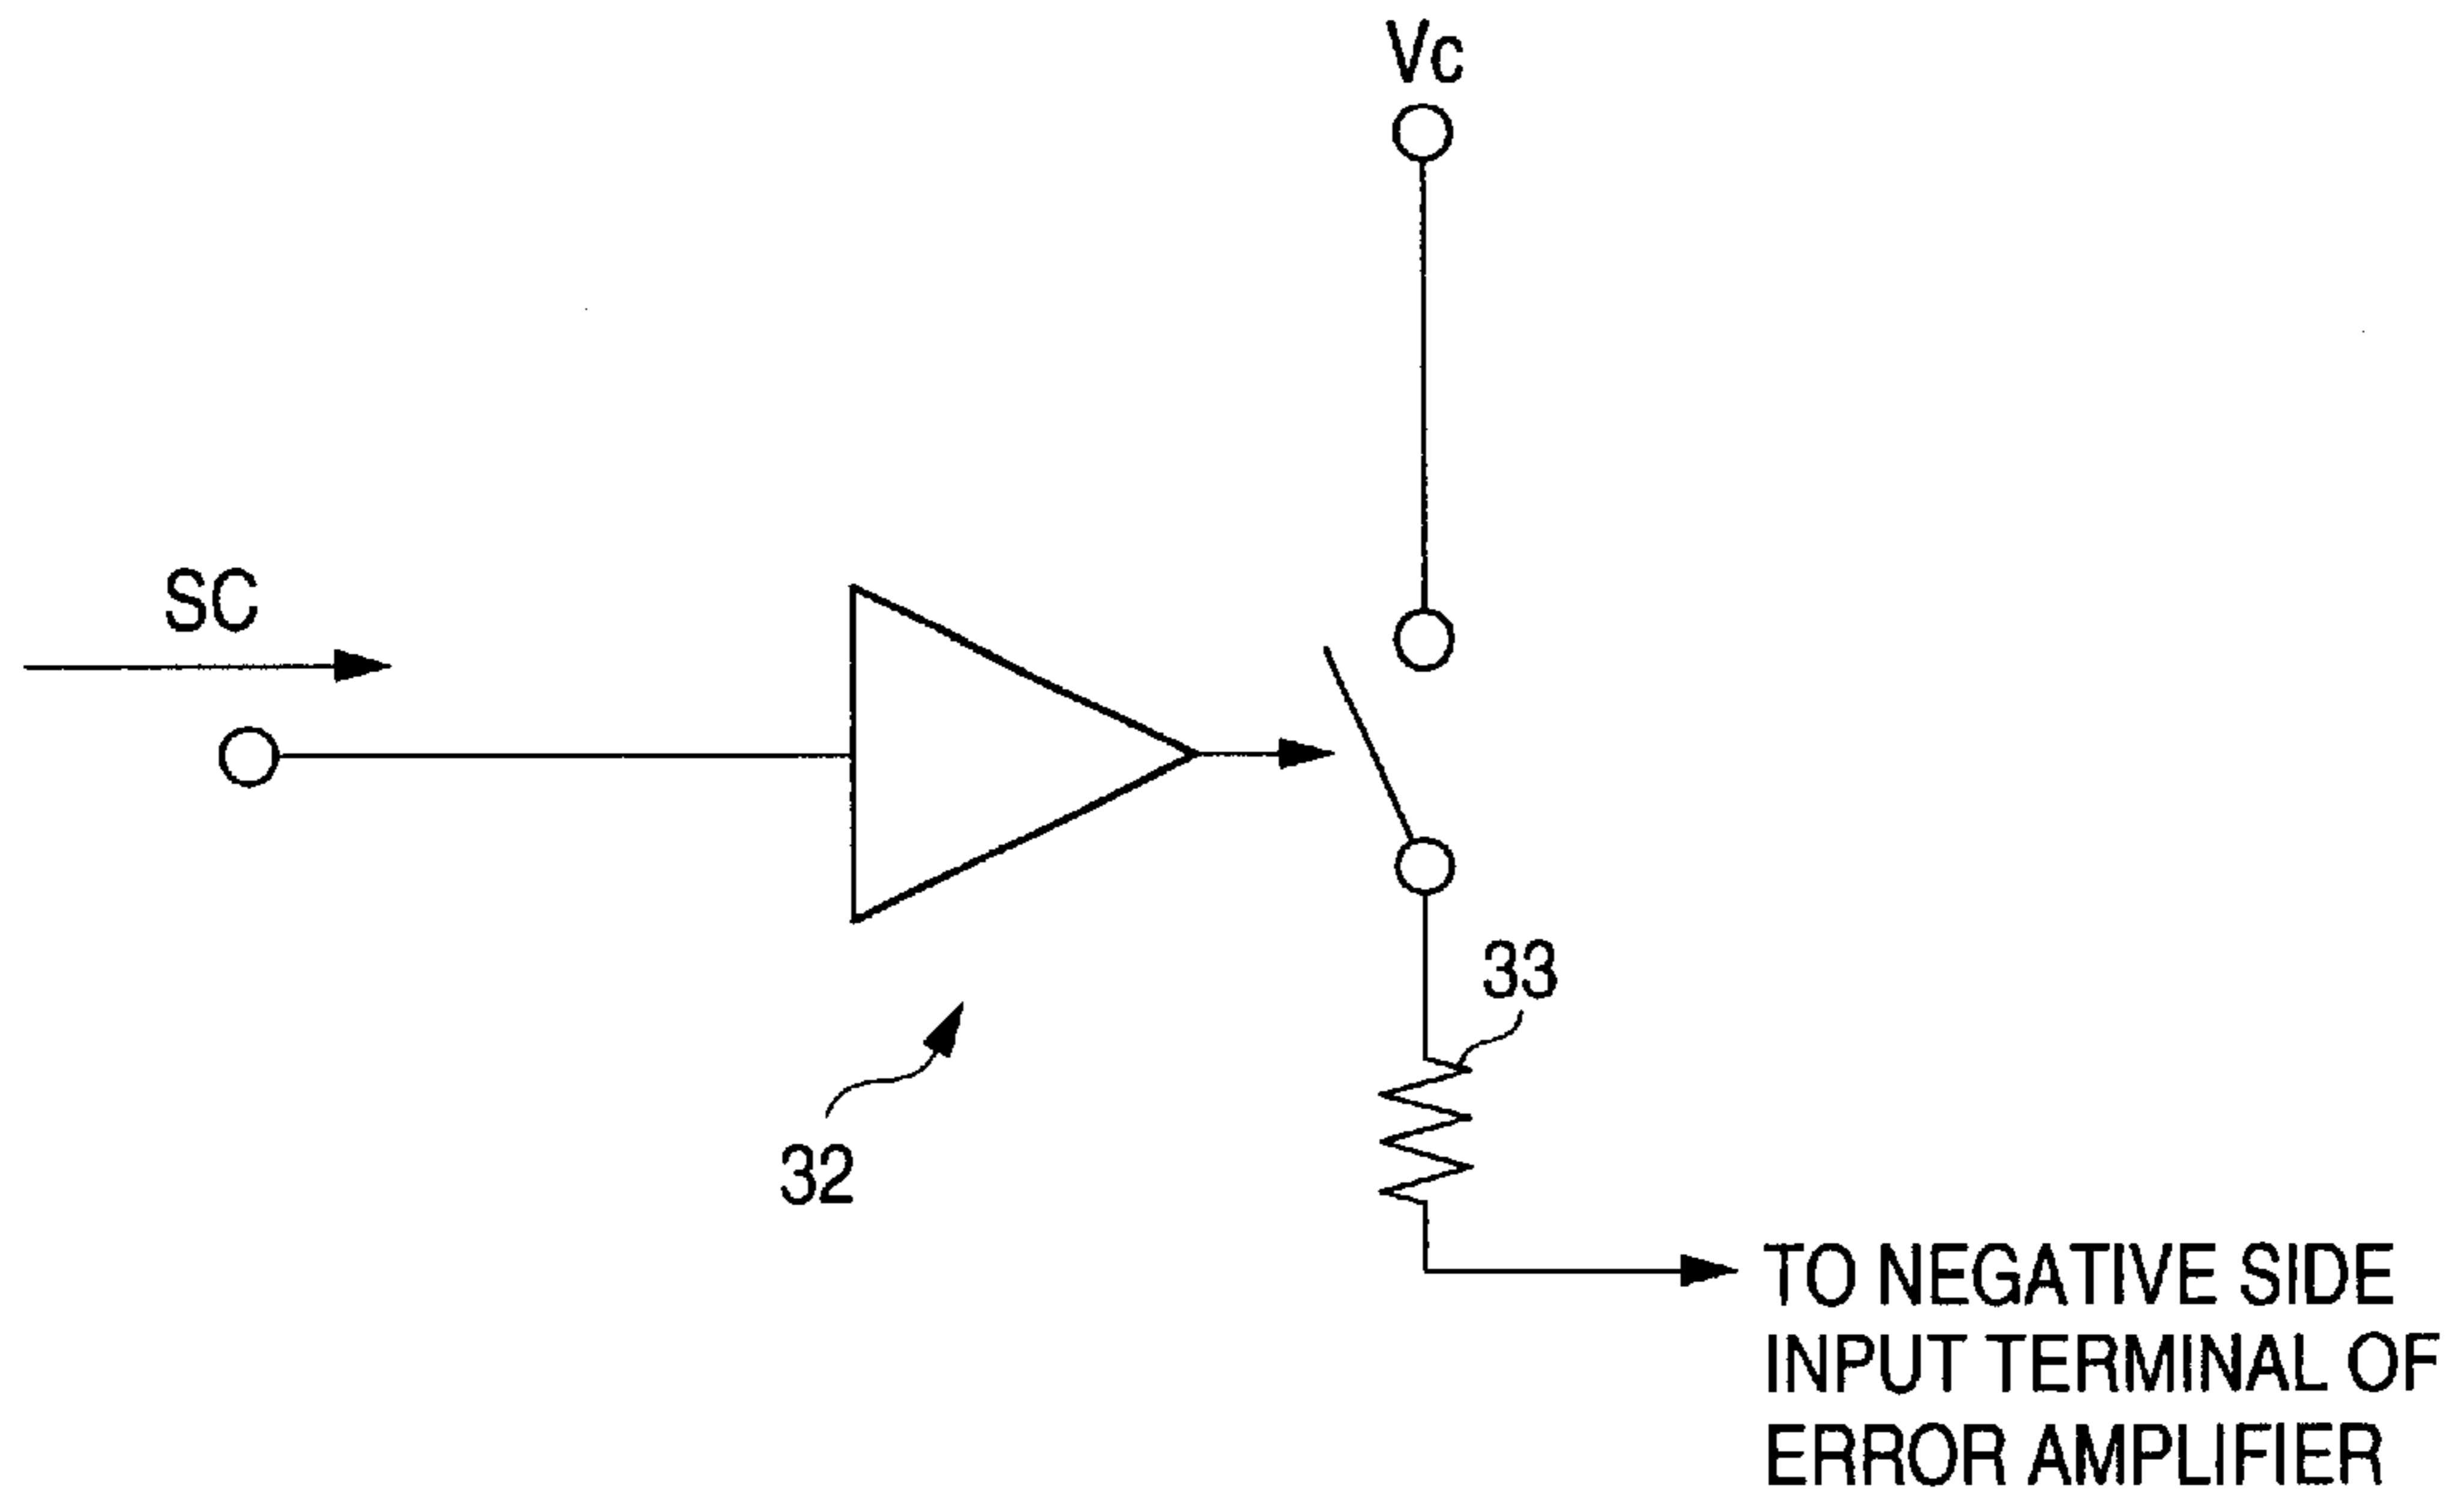 Vc
SC
33
32
TO NEGATIVE SIDE
INPUT TERMINAL OF
ERROR AMPLIFIER